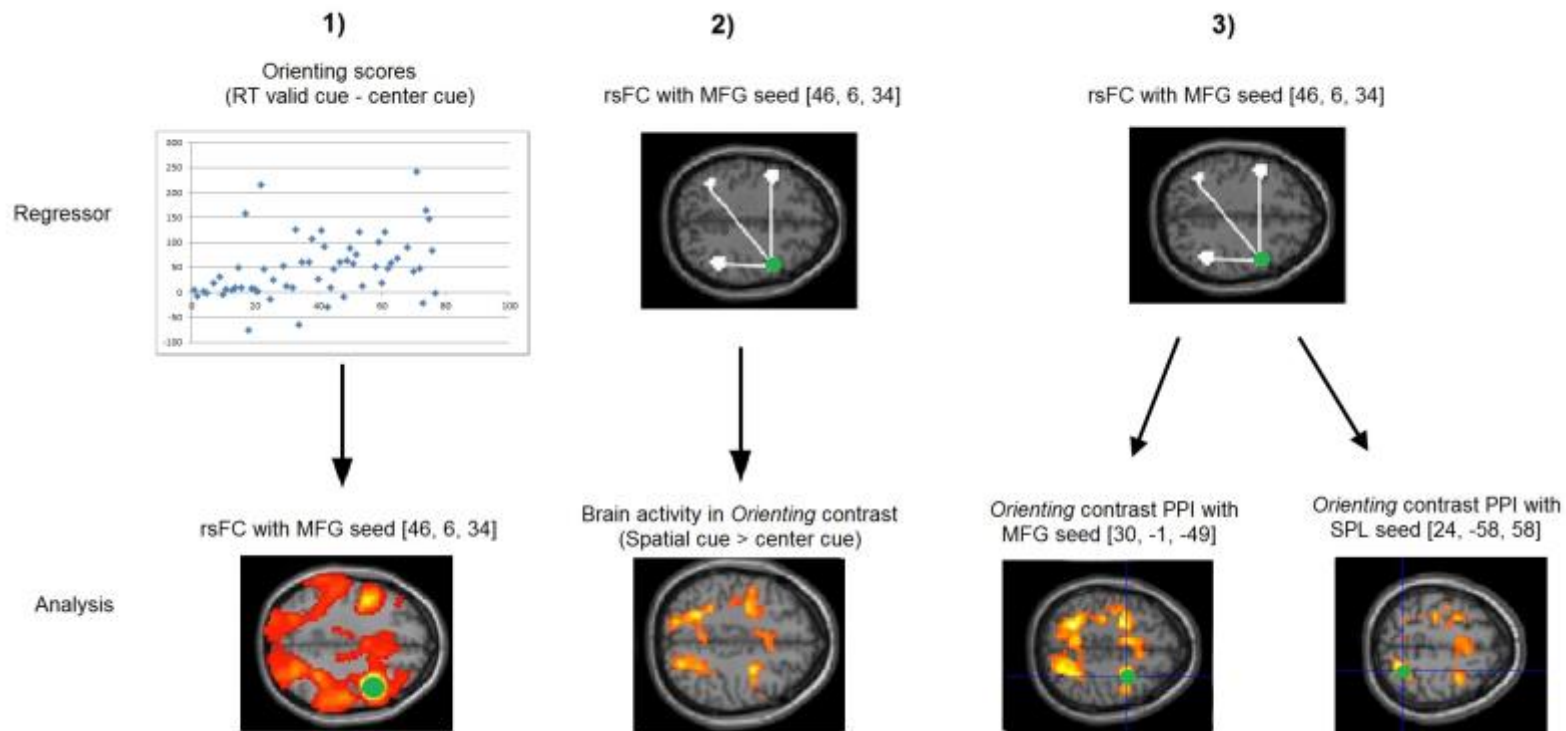 1)
2)
3)
Orienting scores
(RT valid cue - center cue)
rsFC with MFG seed [46, 6, 34]
rsFC with MFG seed [46, 6, 34]
Regressor
300
250
200
150
100
50
0
-50
-100
0
20
40
60
80
100
rsFC with MFG seed [46, 6, 34]
Brain activity in Orienting contrast
(Spatial cue > center cue)
Orienting contrast PPI with
MFG seed [30, -1, -49]
Orienting contrast PPI with
SPL seed [24, -58, 58]
Analysis